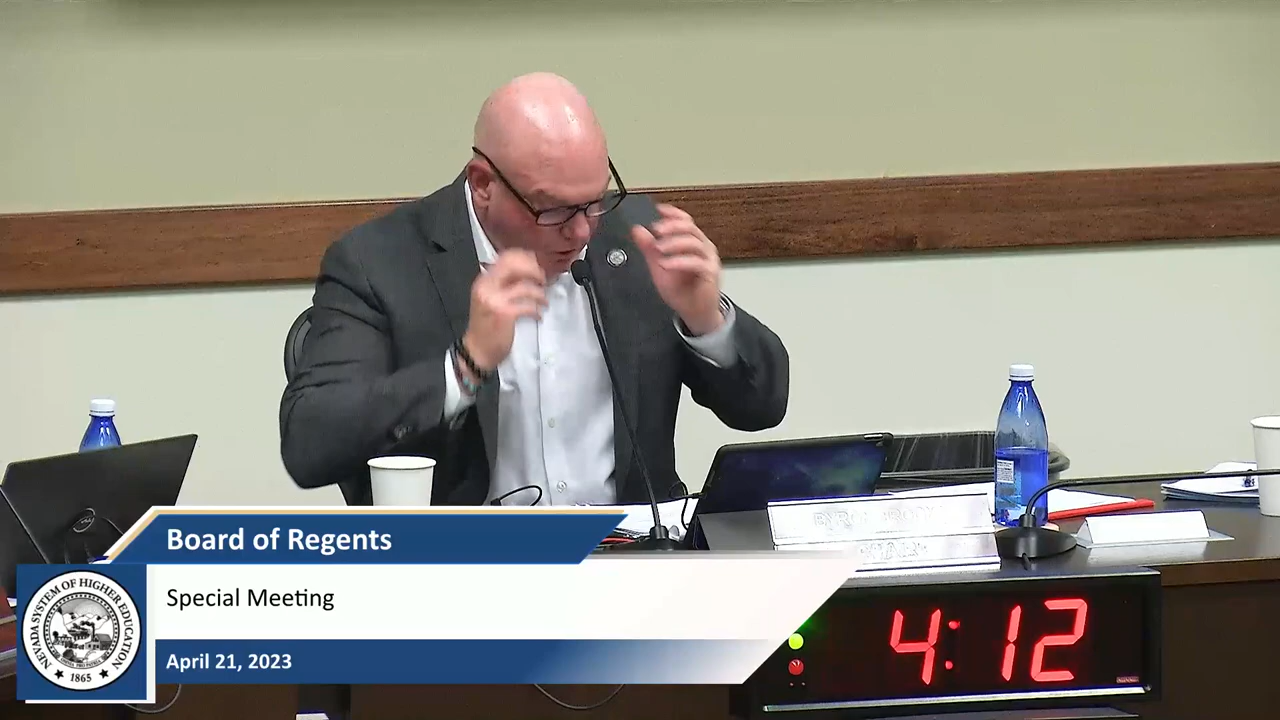 Board of Regents
Special Meeting
April 21, 2023
NEVADA SYSTEM OF HIGHER EDUCATION
1865
4:12